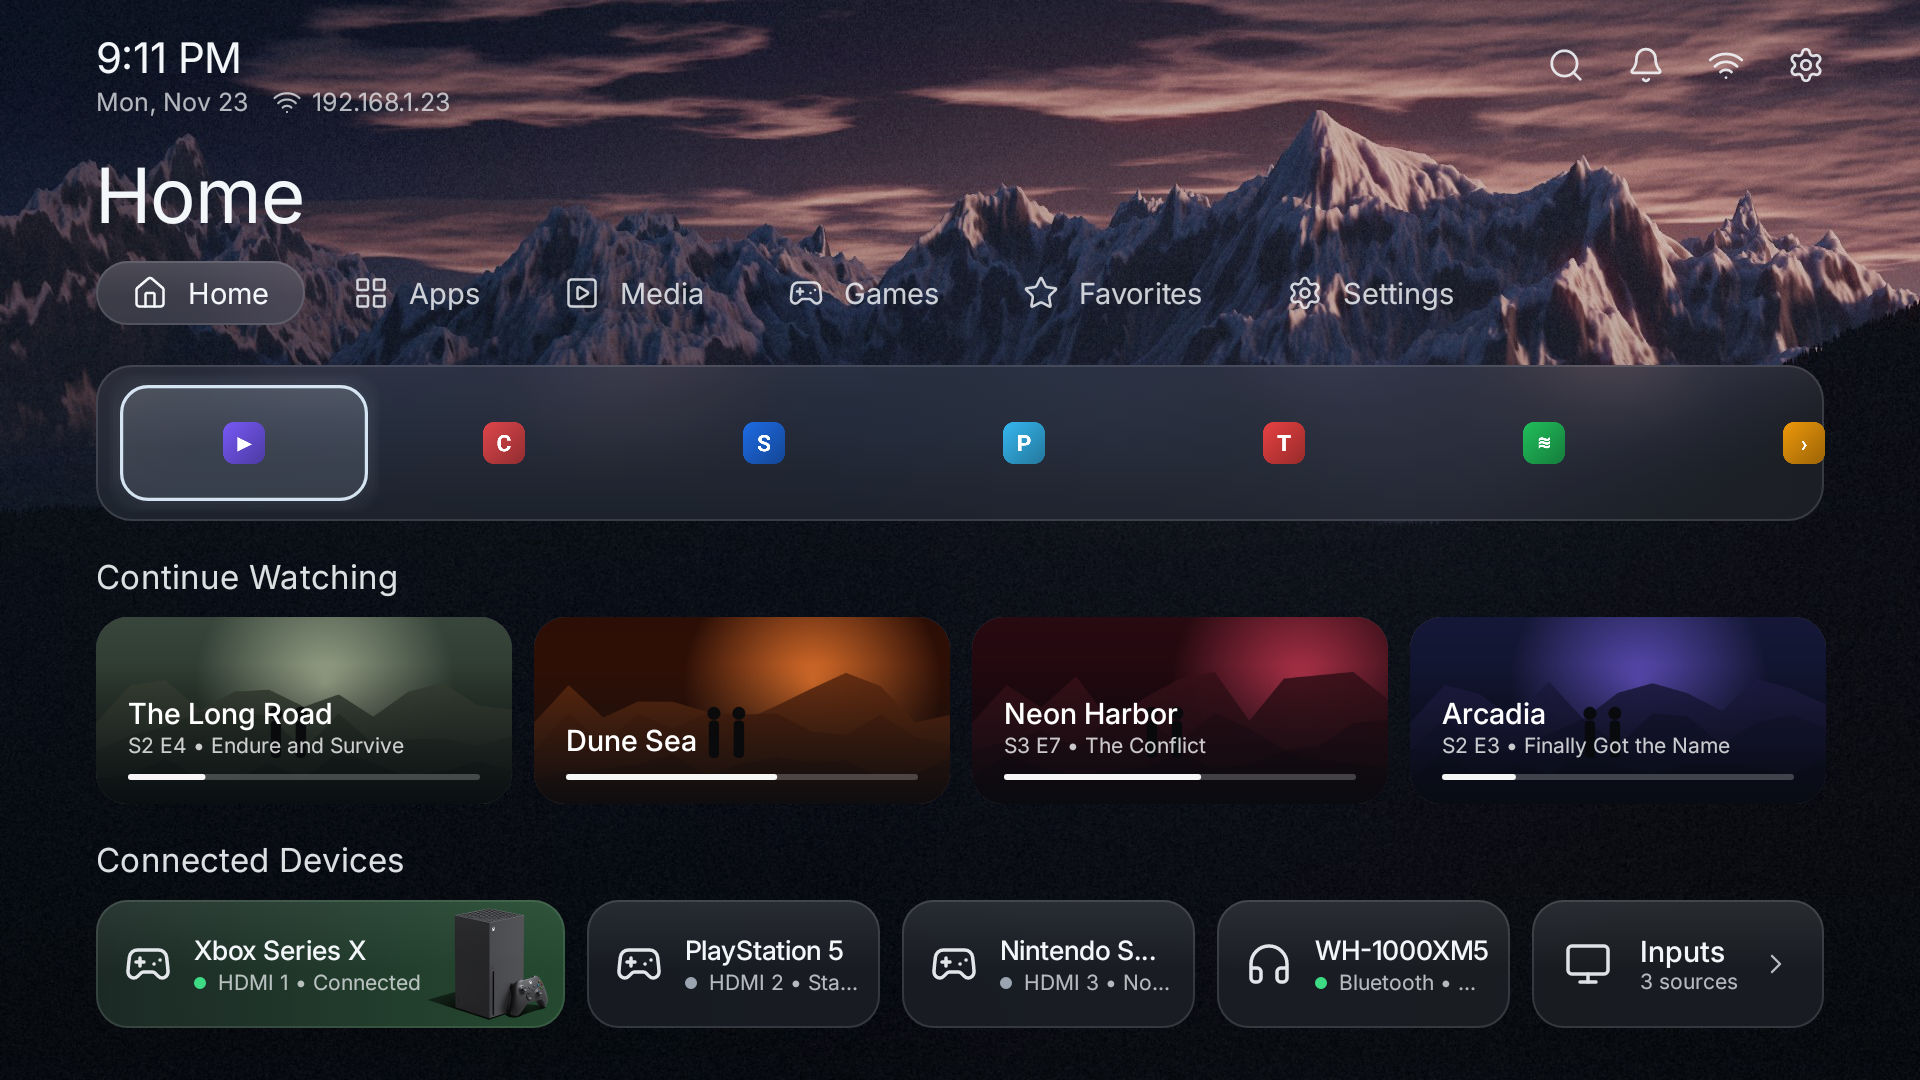 9:11 PM
Mon, Nov 23 192.168.1.23
Home
Home Apps Media Games Favorites Settings
C S P T
Continue Watching
The Long Road
S2 E4 • Endure and Survive
Dune Sea
Neon Harbor
S3 E7 • The Conflict
Arcadia
S2 E3 • Finally Got the Name
Connected Devices
Xbox Series X
HDMI 1 • Connected
PlayStation 5
HDMI 2 • Sta...
Nintendo S...
HDMI 3 • No...
WH-1000XM5
Bluetooth • ...
Inputs
3 sources